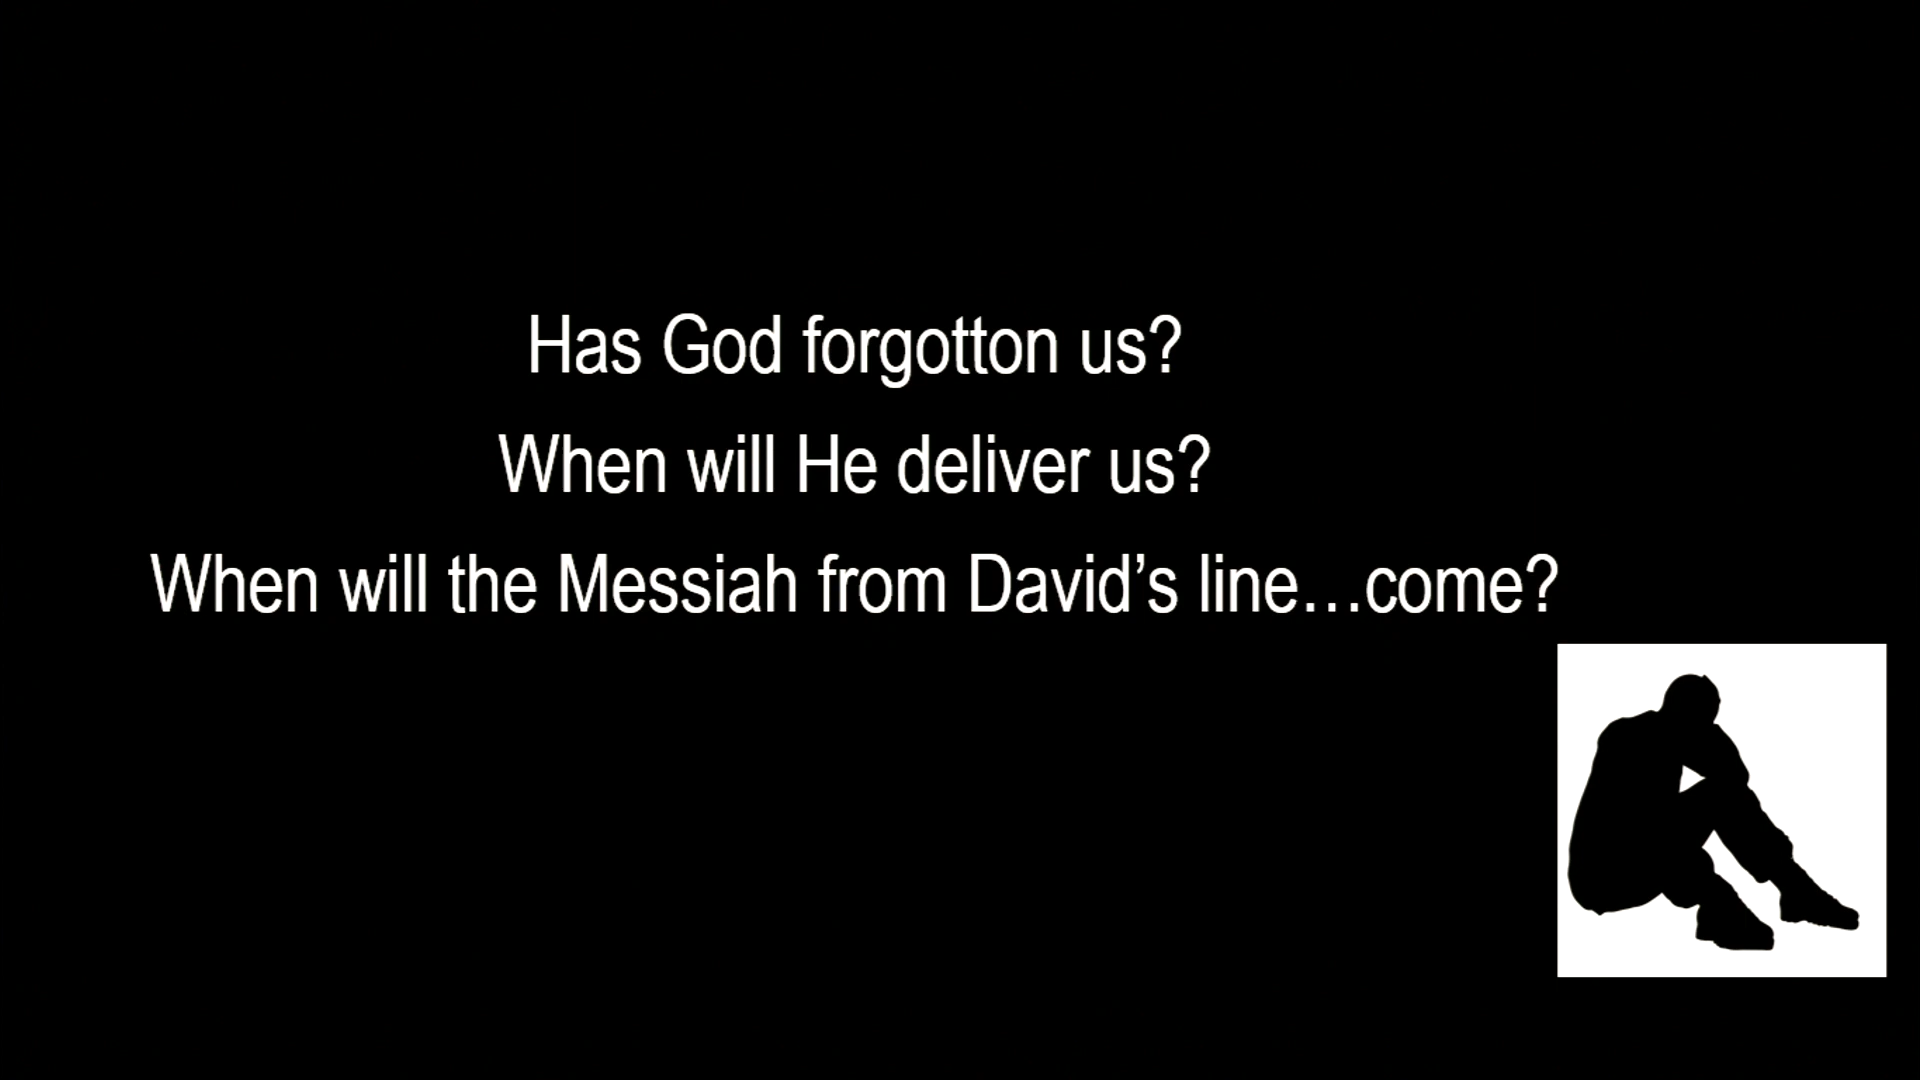 Has God forgotton us?
When will He deliver us?
When will the Messiah from David’s line…come?